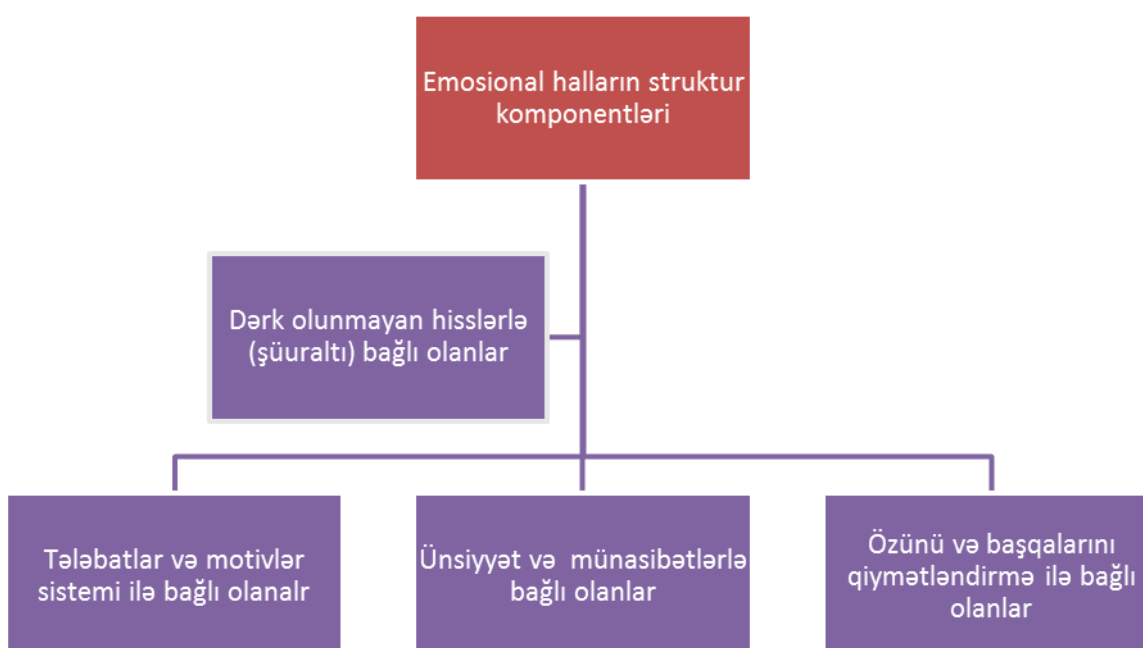 Emosional halların struktur
komponentləri
Dərk olunmayan hisslərlə
(şüuraltı) bağlı olanlar
Tələbatlar və motivlər
sistemi ilə bağlı olanalr
Ünsiyyət və münasibətlərlə
bağlı olanlar
Özünü və başqalarını
qiymətləndirmə ilə bağlı
olanlar